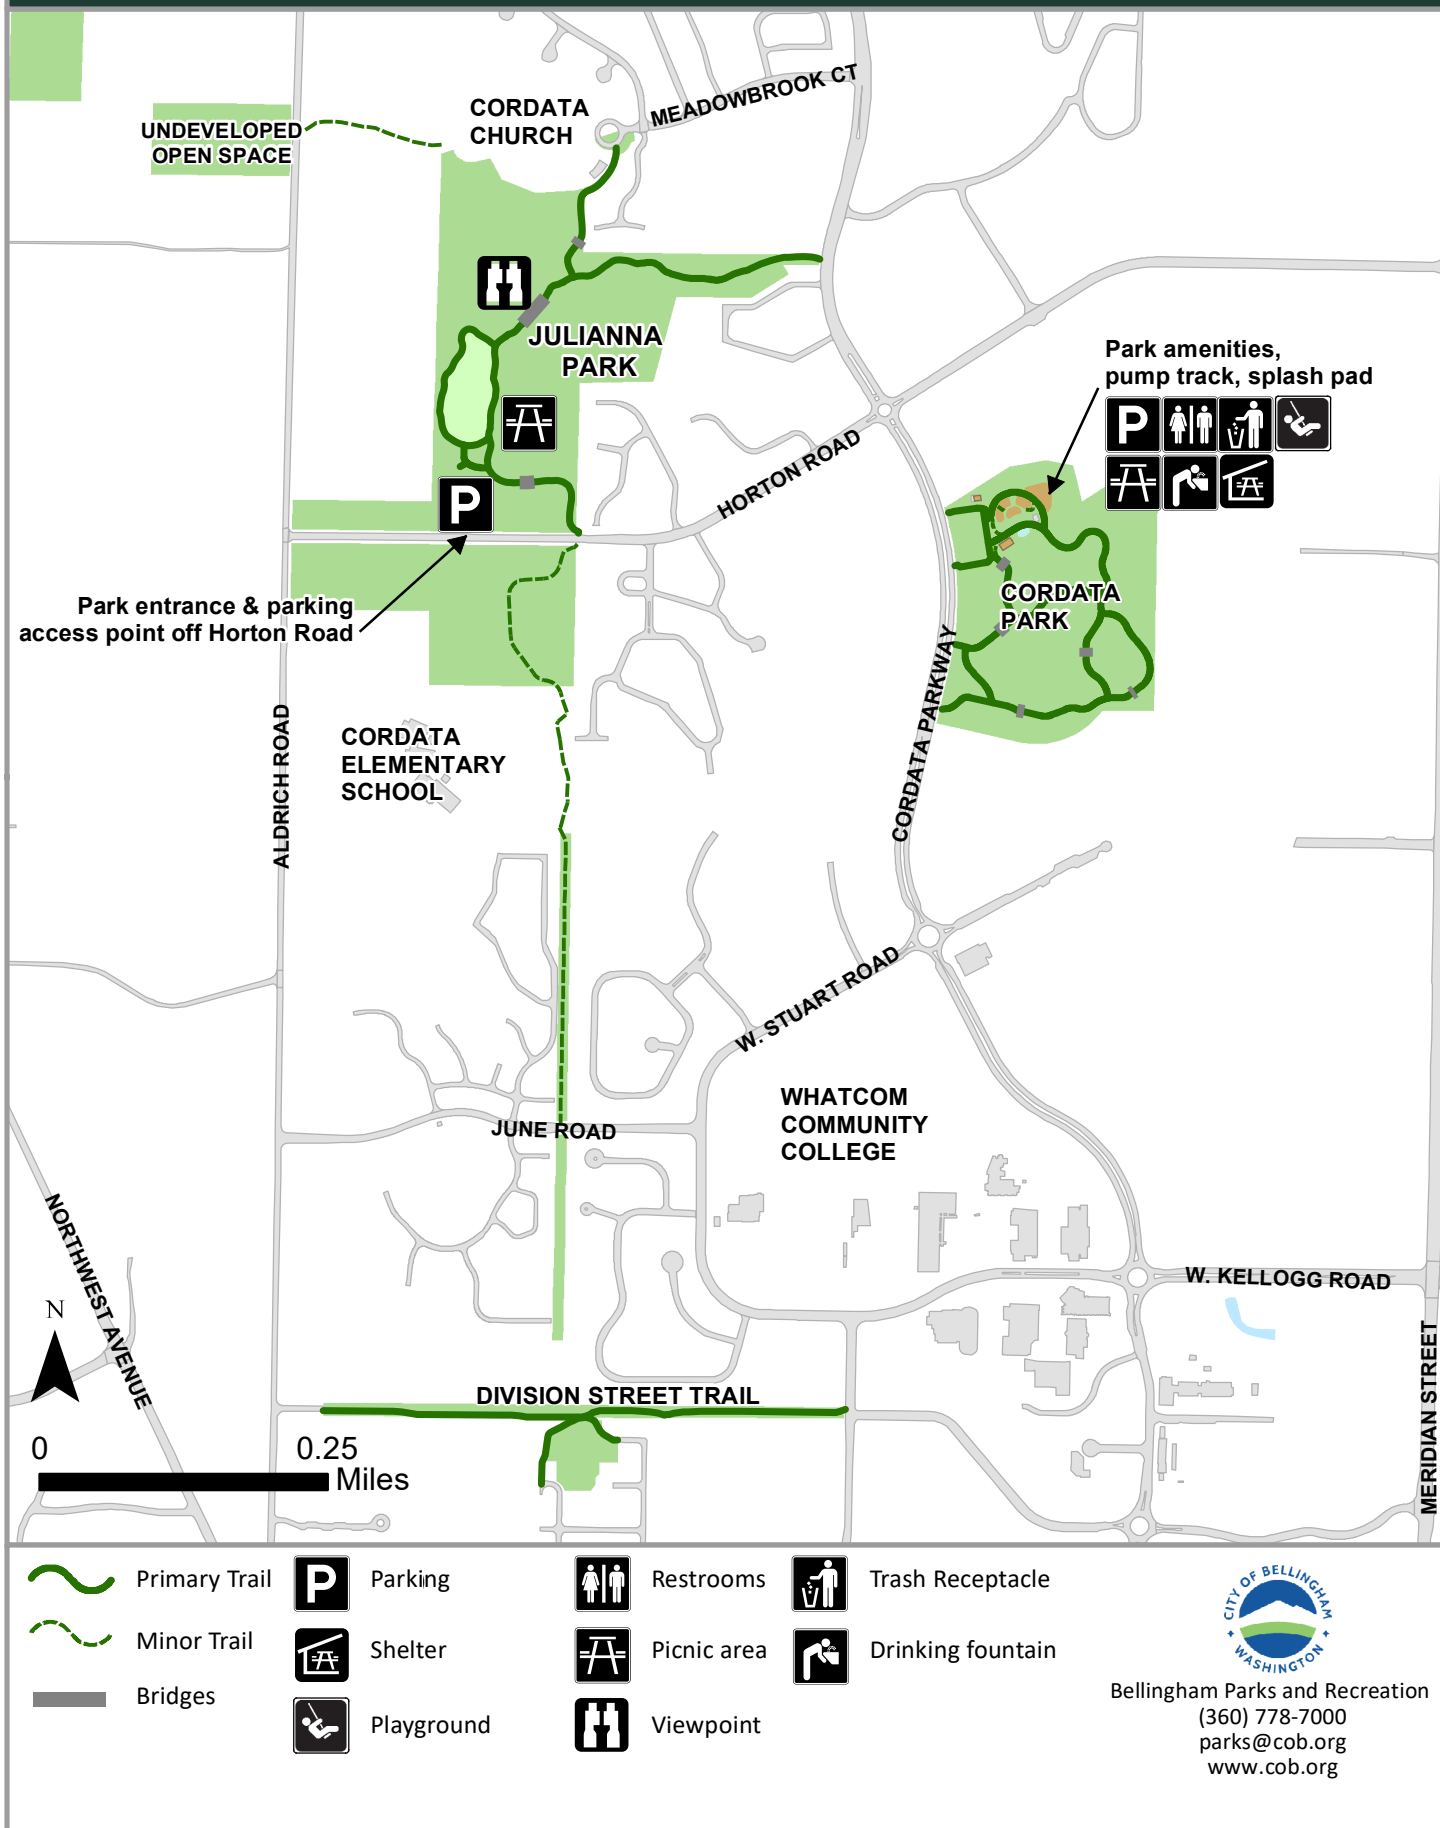 MEADOWBROOK CT
CORDATA
CHURCH
UNDEVELOPED
OPEN SPACE
JULIANNA
PARK
Park amenities,
pump track, splash pad
P
HORTON ROAD
P
Park entrance & parking
access point off Horton Road
CORDATA
PARK
CORDATA PARKWAY
ALDRICH ROAD
CORDATA
ELEMENTARY
SCHOOL
W. STUART ROAD
WHATCOM
COMMUNITY
COLLEGE
JUNE ROAD
NORTHWEST AVENUE
W. KELLOGG ROAD
MERIDIAN STREET
N
DIVISION STREET TRAIL
0 0.25
Miles
Primary Trail
Minor Trail
Bridges
P Parking
Shelter
Playground
Restrooms
Picnic area
Viewpoint
Trash Receptacle
Drinking fountain
CITY OF BELLINGHAM
WASHINGTON
Bellingham Parks and Recreation
(360) 778-7000
parks@cob.org
www.cob.org